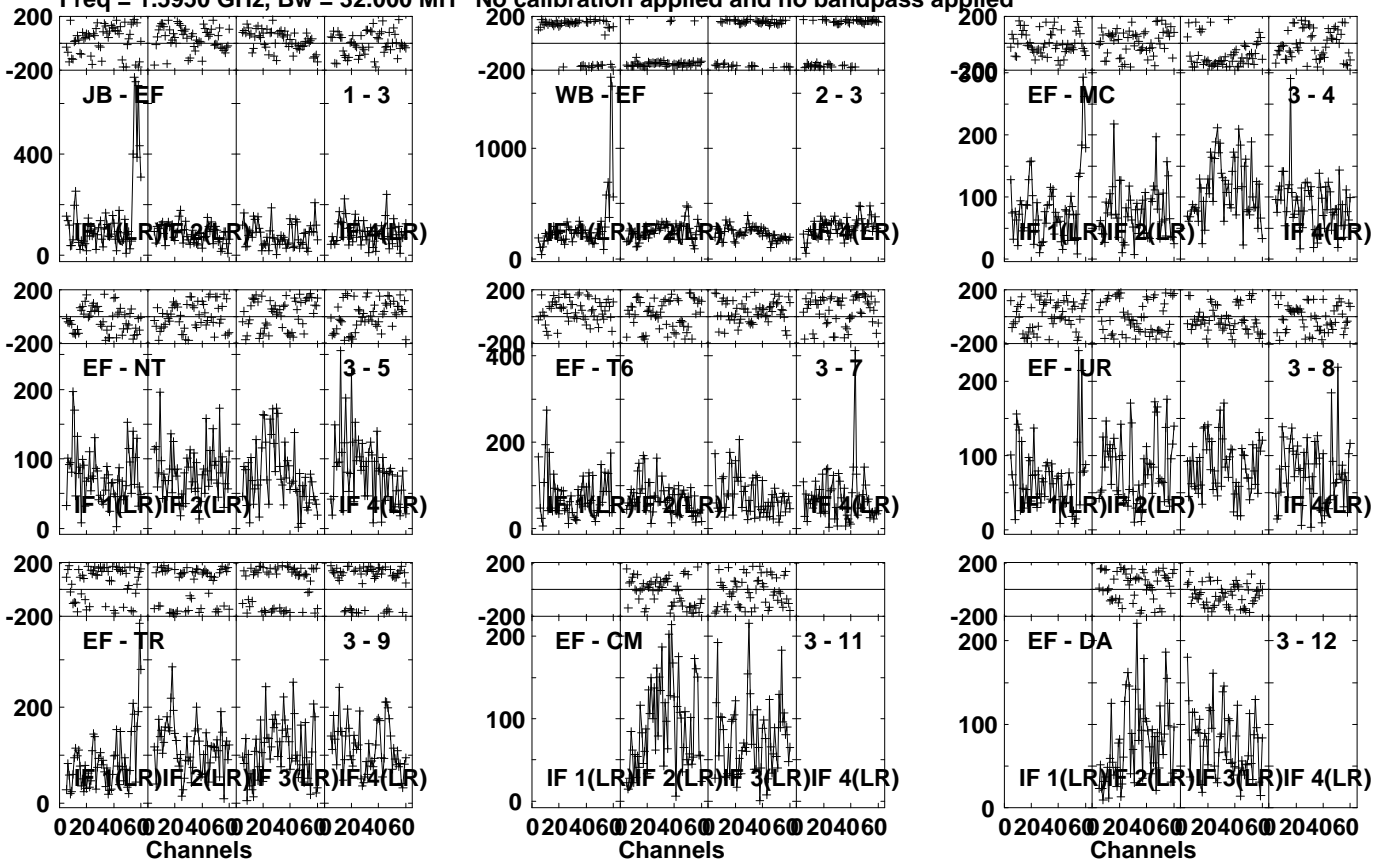 Freq = 1.5950 GHz, Bw = 32.000 MH No calibration applied and no bandpass applied
200
-200
JB - EF 1 - 3
400
0
IF 1(LR) IF 2(LR) IF 4(LR)
200
-200
WB - EF 2 - 3
1000
0
IF 1(LR) IF 2(LR) IF 4(LR)
200
-200
300
EF - MC 3 - 4
200
100
0
IF 1(LR) IF 2(LR) IF 4(LR)
200
-200
EF - NT 3 - 5
200
100
0
IF 1(LR) IF 2(LR) IF 4(LR)
200
-200
400
EF - T6 3 - 7
200
0
IF 1(LR) IF 2(LR) IF 4(LR)
200
-200
EF - UR 3 - 8
200
100
0
IF 1(LR) IF 2(LR) IF 4(LR)
200
-200
EF - TR 3 - 9
200
0
IF 1(LR) IF 2(LR) IF 3(LR) IF 4(LR)
0 20 40 60 0 20 40 60 0 20 40 60 0 20 40 60
Channels
200
-200
200
EF - CM 3 - 11
100
0
IF 1(LR) IF 2(LR) IF 3(LR) IF 4(LR)
0 20 40 60 0 20 40 60 0 20 40 60 0 20 40 60
Channels
200
-200
EF - DA 3 - 12
200
100
0
IF 1(LR) IF 2(LR) IF 3(LR) IF 4(LR)
0 20 40 60 0 20 40 60 0 20 40 60 0 20 40 60
Channels